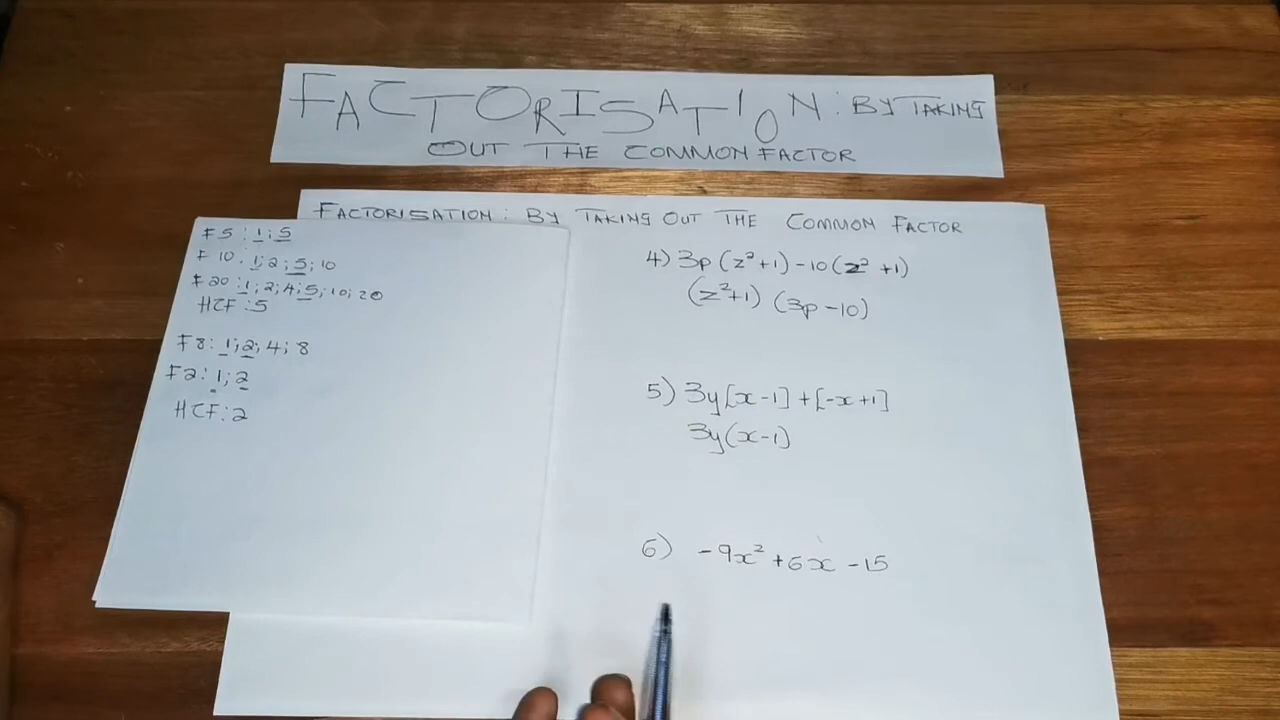 FACTORISATION: BY TAKING
OUT THE COMMON FACTOR
FACTORISATION: BY TAKING OUT THE COMMON FACTOR
F5: 1; 5
F 10: 1; 2; 5; 10
F20: 1; 2; 4; 5; 10; 20
HCF: 5
F8: 1; 2; 4; 8
F2: 1; 2
HCF: 2
4) 3p(z²+1)-10(z²+1)
(z²+1) (3p-10)
5) 3y[x-1]+[-x+1]
3y(x-1)
6) -9x²+6x-15